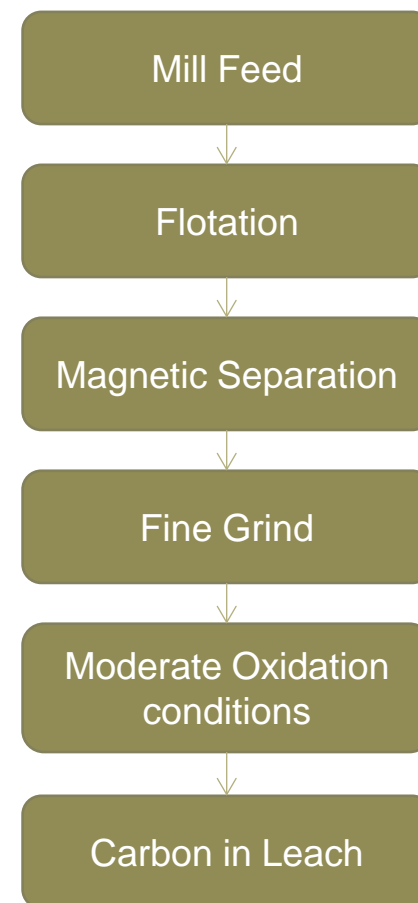 Mill Feed
Flotation
Magnetic Separation
Fine Grind
Moderate Oxidation
conditions
Carbon in Leach